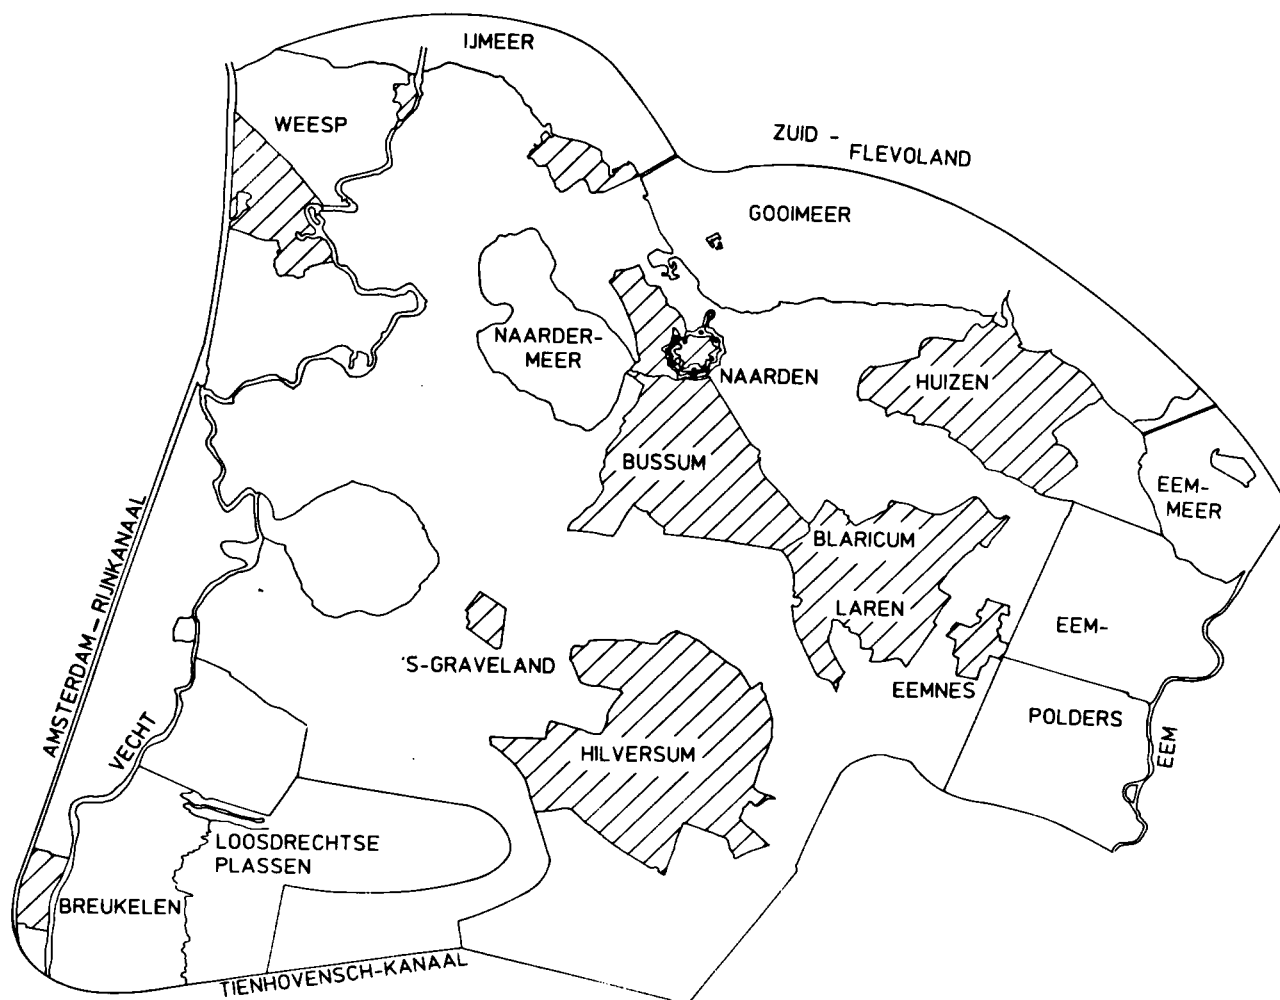 IJMEER
WEESP
ZUID -
FLEVOLAND
GOOIMEER
NAARDER-
MEER
NAARDEN
HUIZEN
BUSSUM
EEM-
MEER
BLARICUM
LAREN
EEM-
'S-GRAVELAND
EEMNES
POLDERS
AMSTERDAM - RIJNKANAAL
VECHT
HILVERSUM
EEM
LOOSDRECHTSE
PLASSEN
BREUKELEN
TIENHOVENSCH-KANAAL